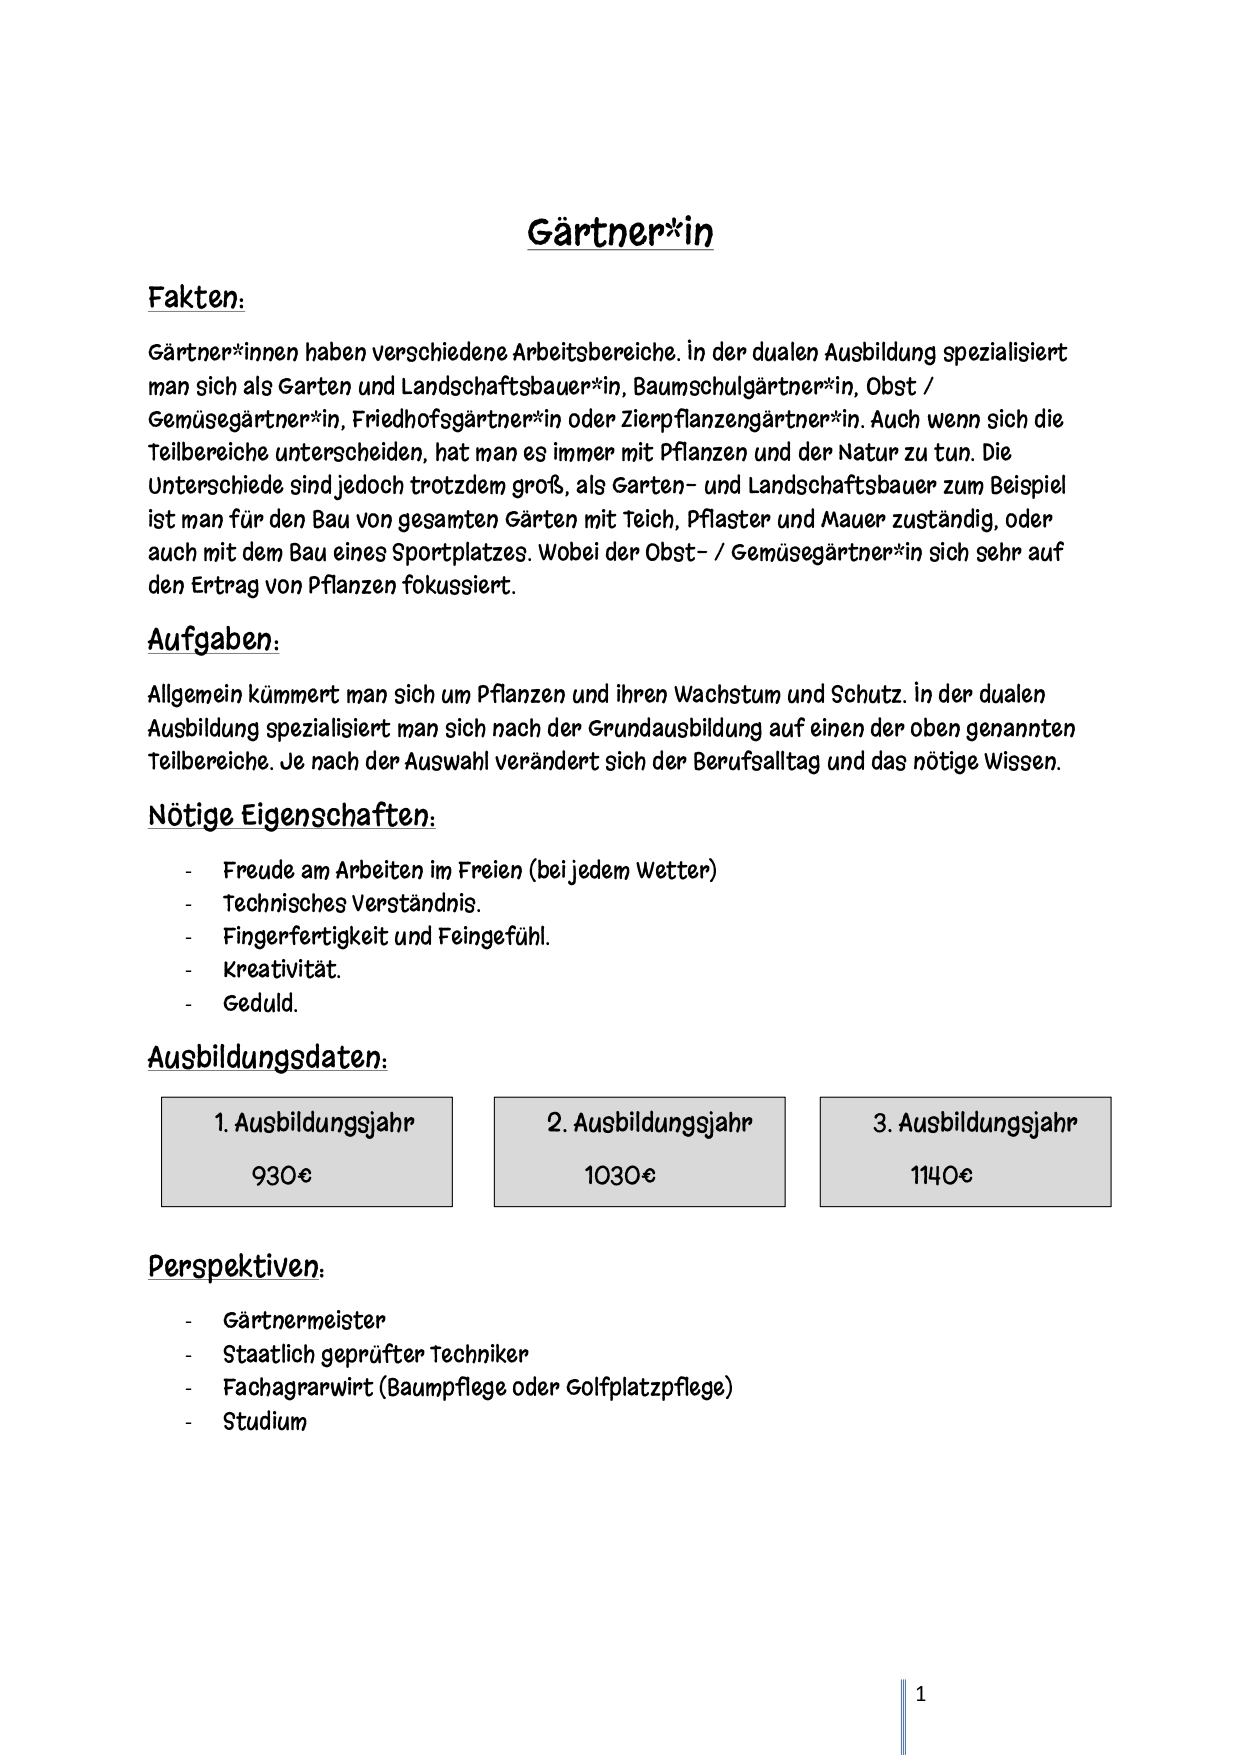 Gärtner*in
Fakten:
Gärtner*innen haben verschiedene Arbeitsbereiche. In der dualen Ausbildung spezialisiert
man sich als Garten und Landschaftsbauer*in, Baumschulgärtner*in, Obst /
Gemüsegärtner*in, Friedhofsgärtner*in oder Zierpflanzengärtner*in. Auch wenn sich die
Teilbereiche unterscheiden, hat man es immer mit Pflanzen und der Natur zu tun. Die
Unterschiede sind jedoch trotzdem groß, als Garten- und Landschaftsbauer zum Beispiel
ist man für den Bau von gesamten Gärten mit Teich, Pflaster und Mauer zuständig, oder
auch mit dem Bau eines Sportplatzes. Wobei der Obst- / Gemüsegärtner*in sich sehr auf
den Ertrag von Pflanzen fokussiert.
Aufgaben:
Allgemein kümmert man sich um Pflanzen und ihren Wachstum und Schutz. In der dualen
Ausbildung spezialisiert man sich nach der Grundausbildung auf einen der oben genannten
Teilbereiche. Je nach der Auswahl verändert sich der Berufsalltag und das nötige Wissen.
Nötige Eigenschaften:
- Freude am Arbeiten im Freien (bei jedem Wetter)
- Technisches Verständnis.
- Fingerfertigkeit und Feingefühl.
- Kreativität.
- Geduld.
Ausbildungsdaten:
1. Ausbildungsjahr
930€
2. Ausbildungsjahr
1030€
3. Ausbildungsjahr
1140€
Perspektiven:
- Gärtnermeister
- Staatlich geprüfter Techniker
- Fachagrarwirt (Baumpflege oder Golfplatzpflege)
- Studium
1